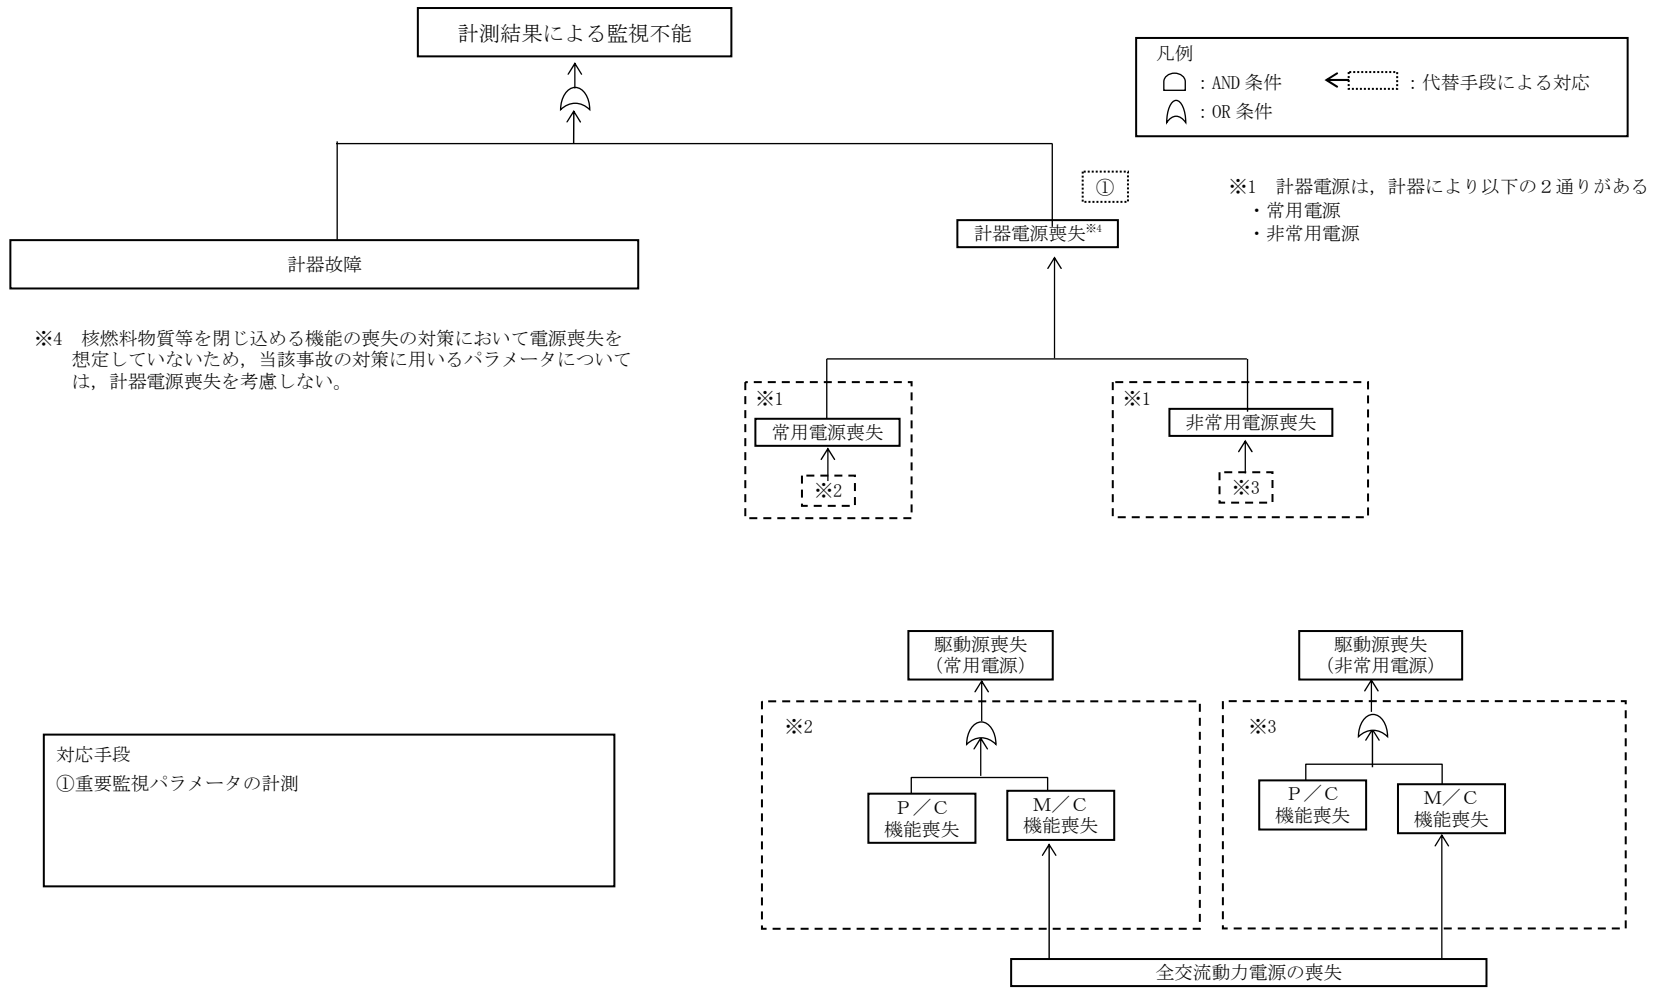 計測結果による監視不能
凡例
：AND 条件
：代替手段による対応
：OR 条件
①
※1　計器電源は，計器により以下の２通りがある
・常用電源
・非常用電源
計器電源喪失※4
計器故障
※4　核燃料物質等を閉じ込める機能の喪失の対策において電源喪失を
想定していないため，当該事故の対策に用いるパラメータについて
は，計器電源喪失を考慮しない。
※1
常用電源喪失
※2
※1
非常用電源喪失
※3
駆動源喪失
（常用電源）
※2
Ｐ／Ｃ
機能喪失
Ｍ／Ｃ
機能喪失
駆動源喪失
（非常用電源）
※3
Ｐ／Ｃ
機能喪失
Ｍ／Ｃ
機能喪失
全交流動力電源の喪失
対応手段
①重要監視パラメータの計測